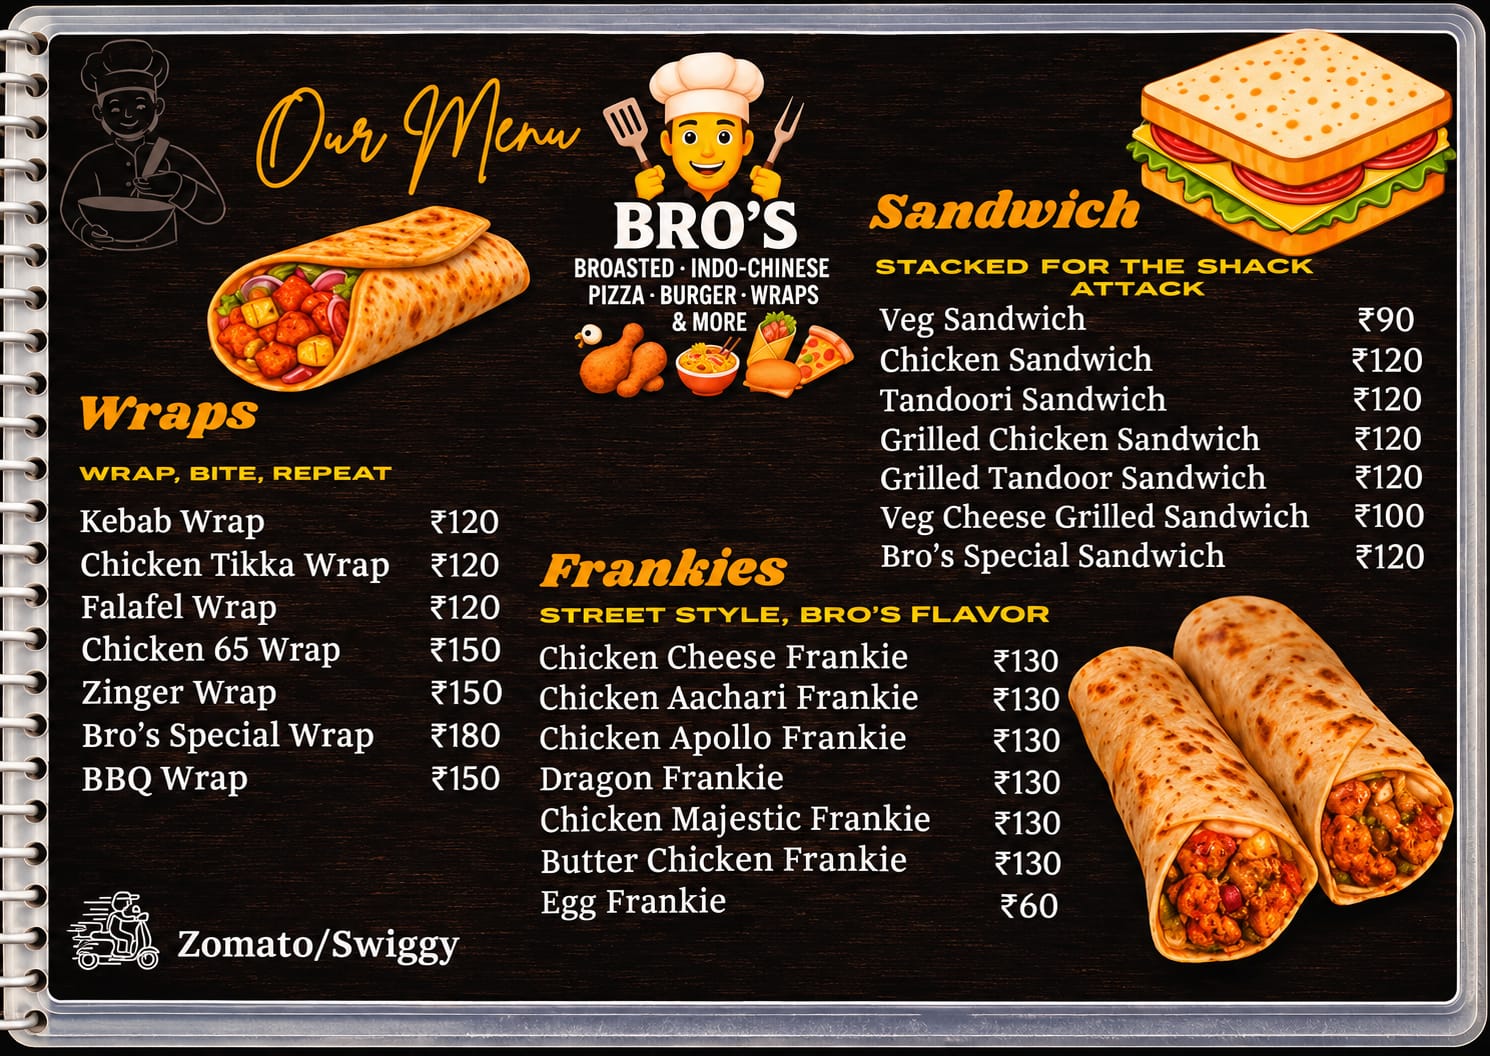 Our Menu
BRO'S
BROASTED · INDO-CHINESE
PIZZA · BURGER · WRAPS
& MORE
Wraps
WRAP, BITE, REPEAT
Kebab Wrap ₹120
Chicken Tikka Wrap ₹120
Falafel Wrap ₹120
Chicken 65 Wrap ₹150
Zinger Wrap ₹150
Bro's Special Wrap ₹180
BBQ Wrap ₹150
Zomato/Swiggy
Frankies
STREET STYLE, BRO'S FLAVOR
Chicken Cheese Frankie ₹130
Chicken Aachari Frankie ₹130
Chicken Apollo Frankie ₹130
Dragon Frankie ₹130
Chicken Majestic Frankie ₹130
Butter Chicken Frankie ₹130
Egg Frankie ₹60
Sandwich
STACKED FOR THE SHACK
ATTACK
Veg Sandwich ₹90
Chicken Sandwich ₹120
Tandoori Sandwich ₹120
Grilled Chicken Sandwich ₹120
Grilled Tandoor Sandwich ₹120
Veg Cheese Grilled Sandwich ₹100
Bro's Special Sandwich ₹120